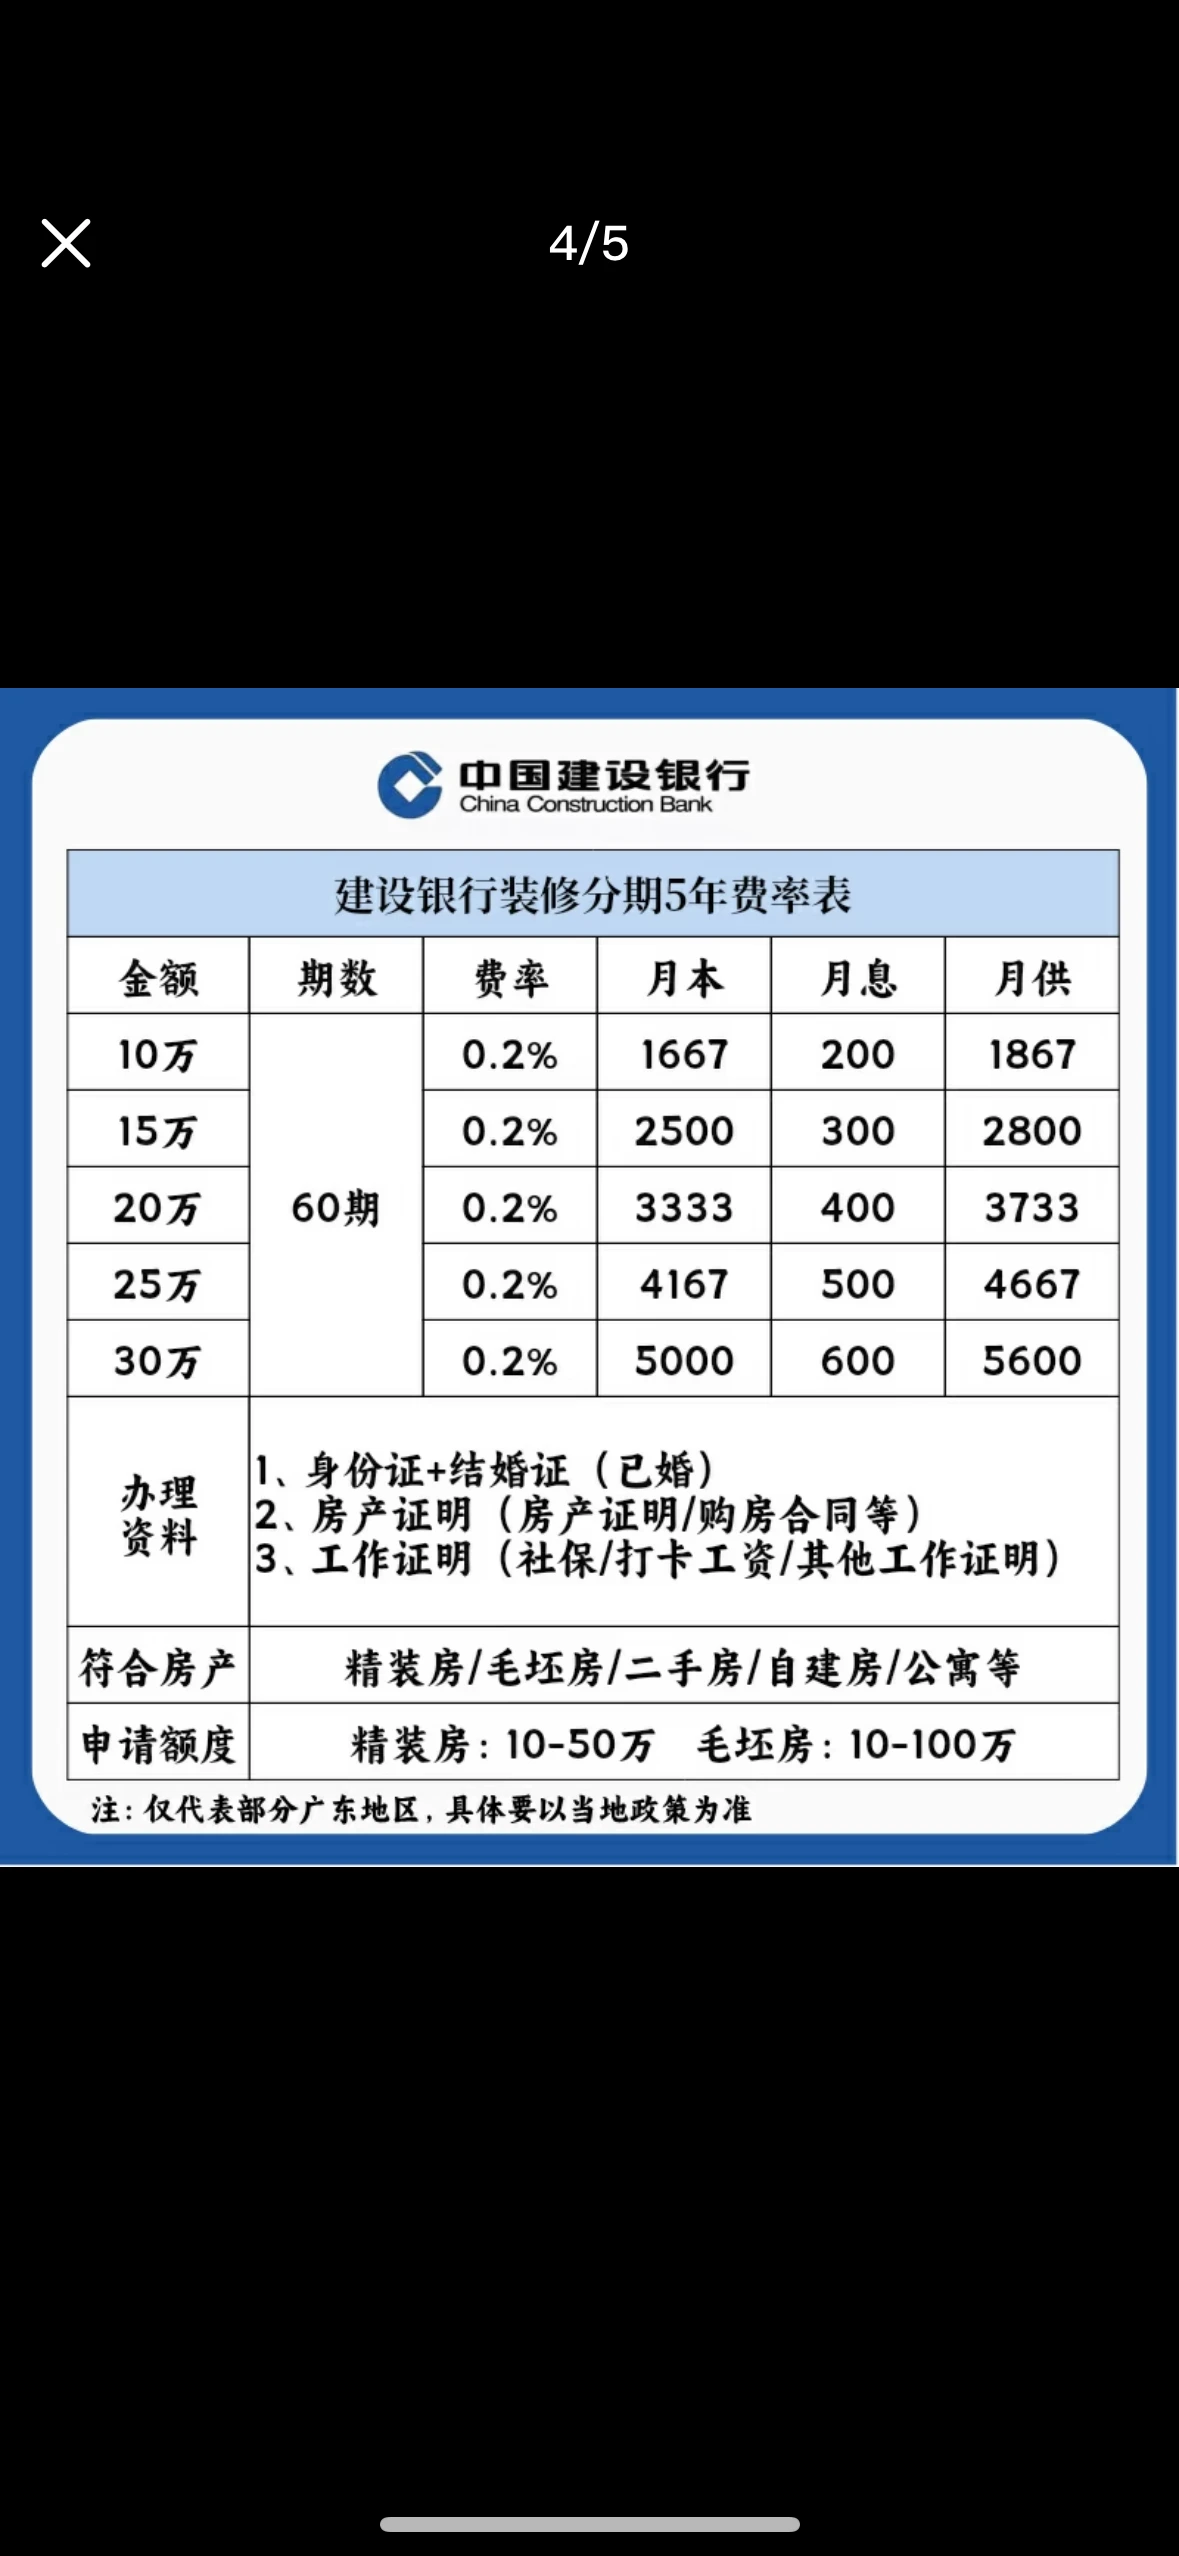 4/5
中国建设银行
China Construction Bank
建设银行装修分期5年费率表
金额 期数 费率 月本 月息 月供
10万 0.2% 1667 200 1867
15万 0.2% 2500 300 2800
20万 60期 0.2% 3333 400 3733
25万 0.2% 4167 500 4667
30万 0.2% 5000 600 5600
办理资料
1、身份证+结婚证（已婚）
2、房产证明（房产证明/购房合同等）
3、工作证明（社保/打卡工资/其他工作证明）
符合房产 精装房/毛坯房/二手房/自建房/公寓等
申请额度 精装房：10-50万 毛坯房：10-100万
注：仅代表部分广东地区，具体要以当地政策为准